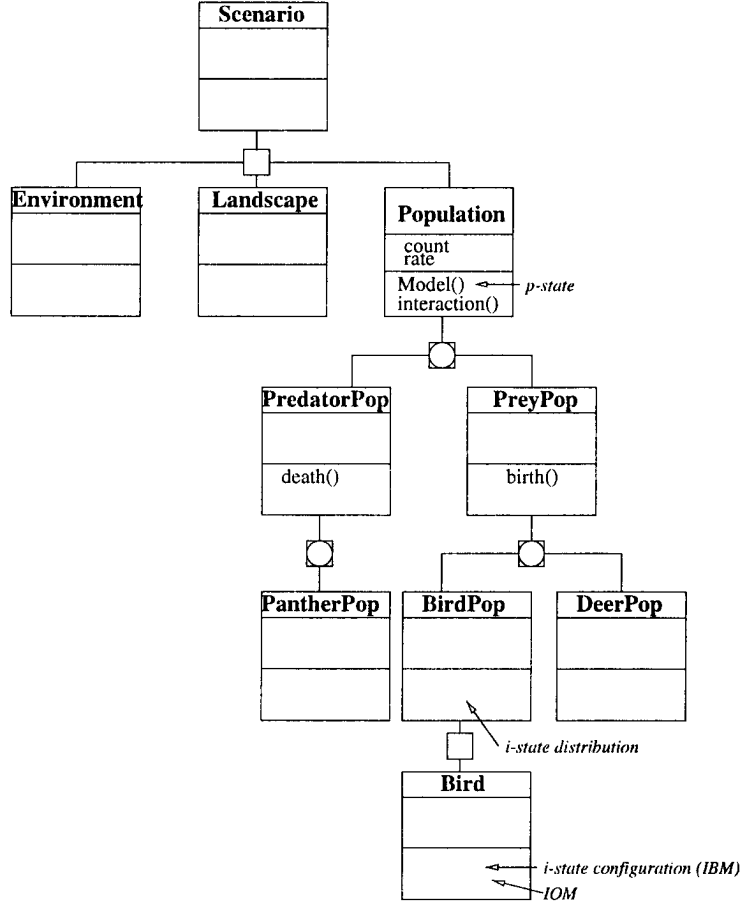 Scenario
Environment
Landscape
Population
count
rate
Model()
p-state
interaction()
PredatorPop
PreyPop
death()
birth()
PantherPop
BirdPop
DeerPop
i-state distribution
Bird
i-state configuration (IBM)
IOM